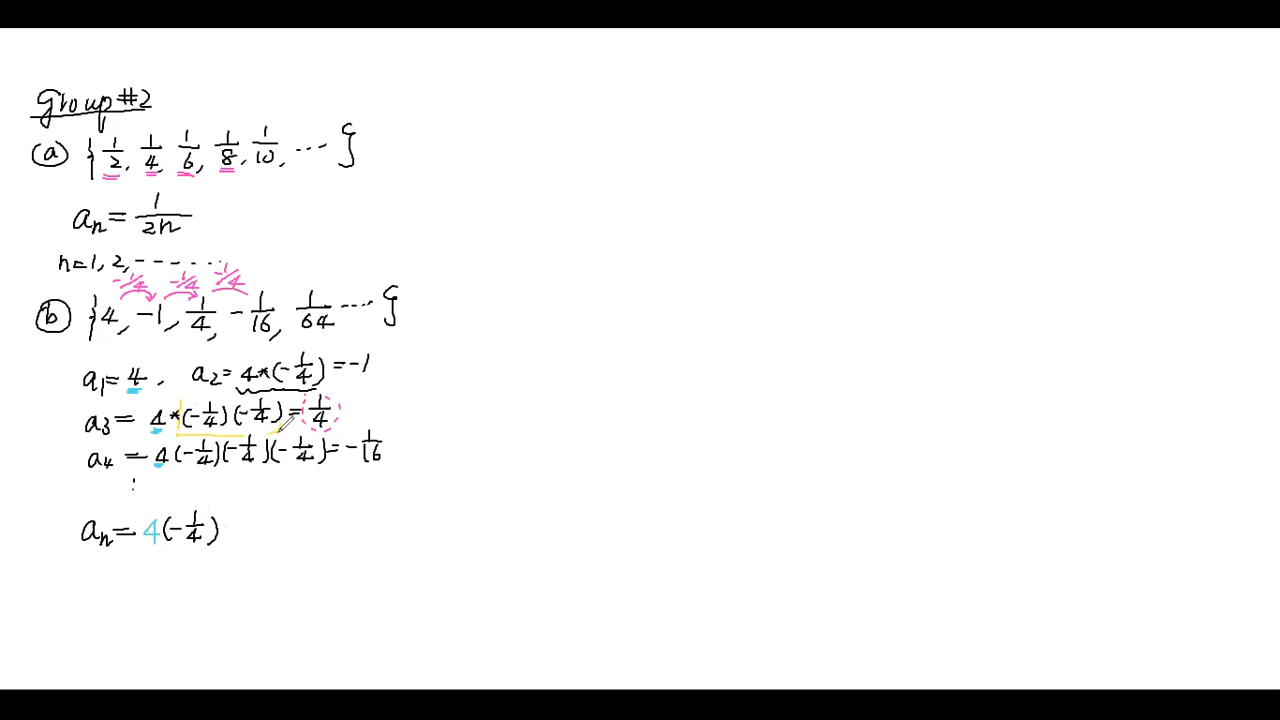 Group #2
(a) { 1/2, 1/4, 1/6, 1/8, 1/10, ... }
aₙ = 1/2n
n=1, 2, - - - - - -
-1/4 -1/4 -1/4
(b) { 4, -1, 1/4, -1/16, 1/64 ... }
a₁ = 4, a₂ = 4*(-1/4) = -1
a₃ = 4*(-1/4)(-1/4) = 1/4
a₄ = 4(-1/4)(-1/4)(-1/4) = -1/16
⋮
aₙ = 4(-1/4)